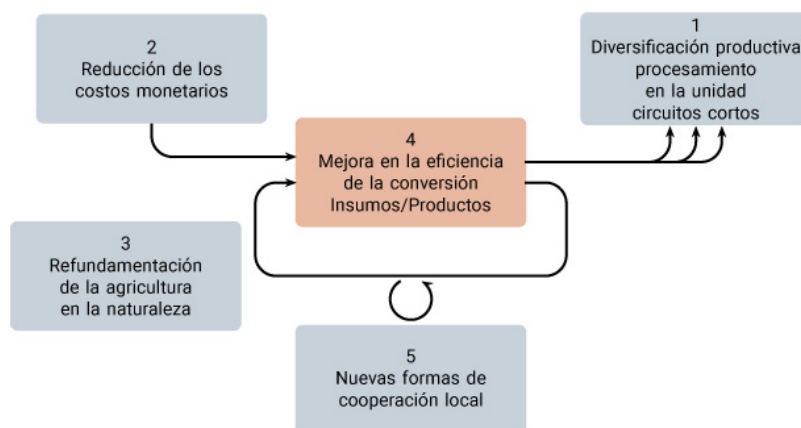 1
Diversificación productiva
procesamiento
en la unidad
circuitos cortos
2
Reducción de los
costos monetarios
4
Mejora en la eficiencia
de la conversión
Insumos/Productos
3
Refundamentación
de la agricultura
en la naturaleza
5
Nuevas formas de
cooperación local